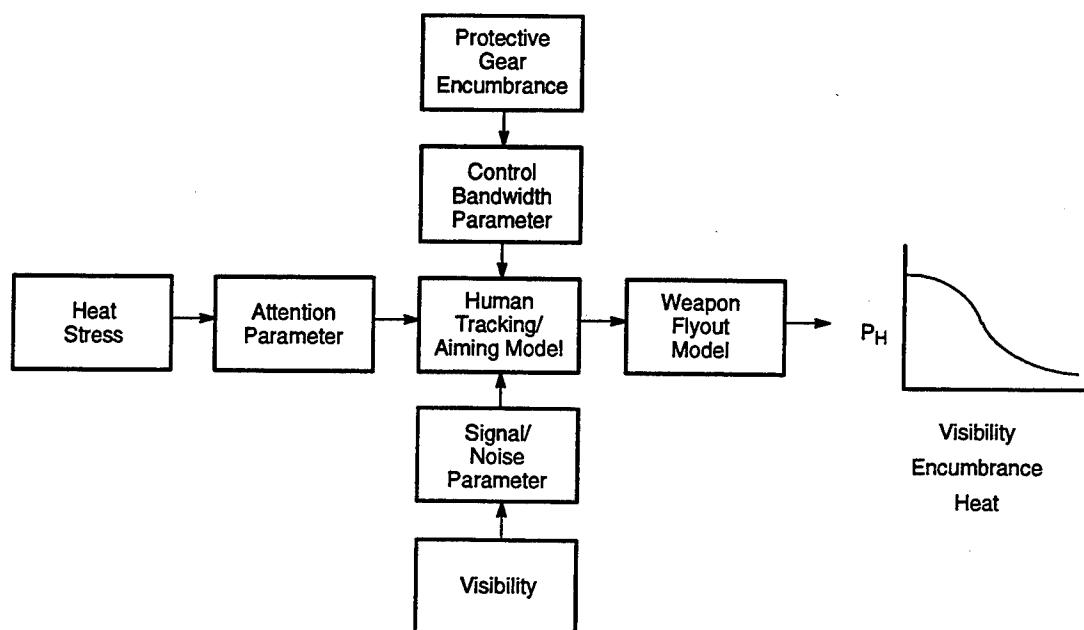 Protective
Gear
Encumbrance
Control
Bandwidth
Parameter
Heat
Stress
Attention
Parameter
Human
Tracking/
Aiming Model
Weapon
Flyout
Model
PH
Signal/
Noise
Parameter
Visibility
Visibility
Encumbrance
Heat